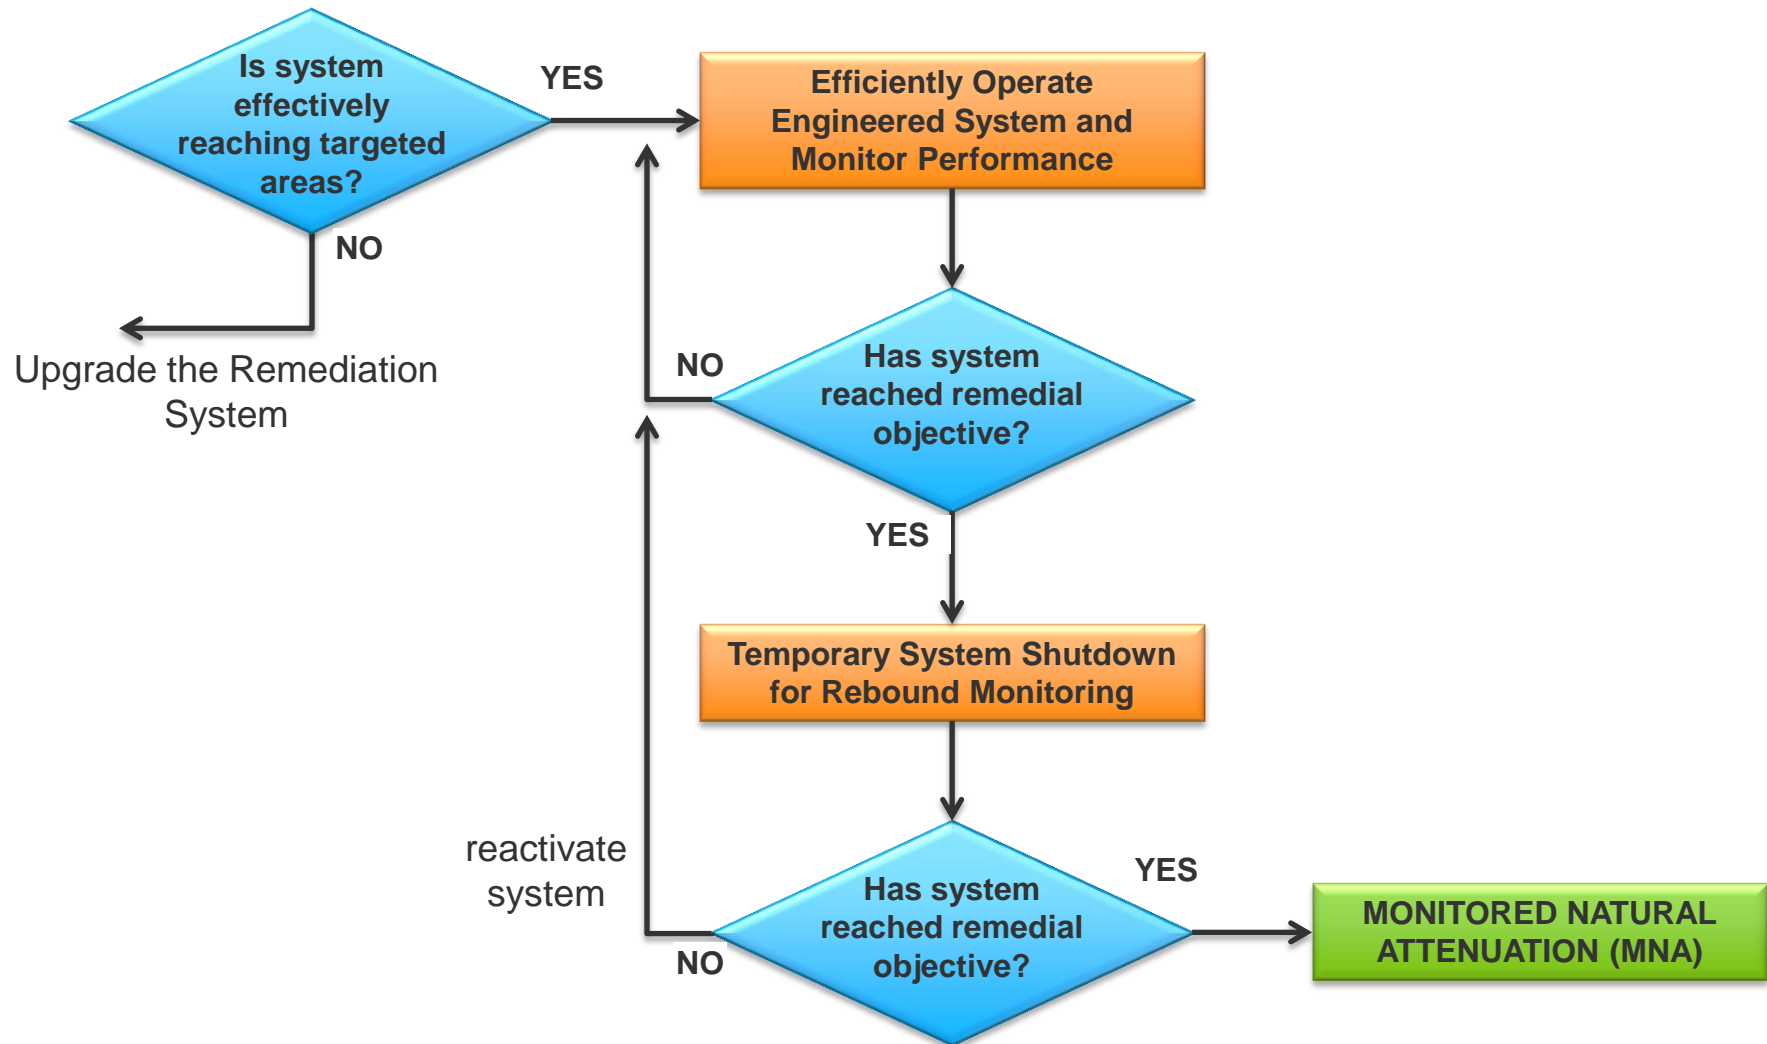 Is system
effectively
reaching targeted
areas?
YES
Efficiently Operate
Engineered System and
Monitor Performance
NO
Upgrade the Remediation
System
NO
Has system
reached remedial
objective?
YES
Temporary System Shutdown
for Rebound Monitoring
reactivate
system
Has system
reached remedial
objective?
YES
NO
MONITORED NATURAL
ATTENUATION (MNA)